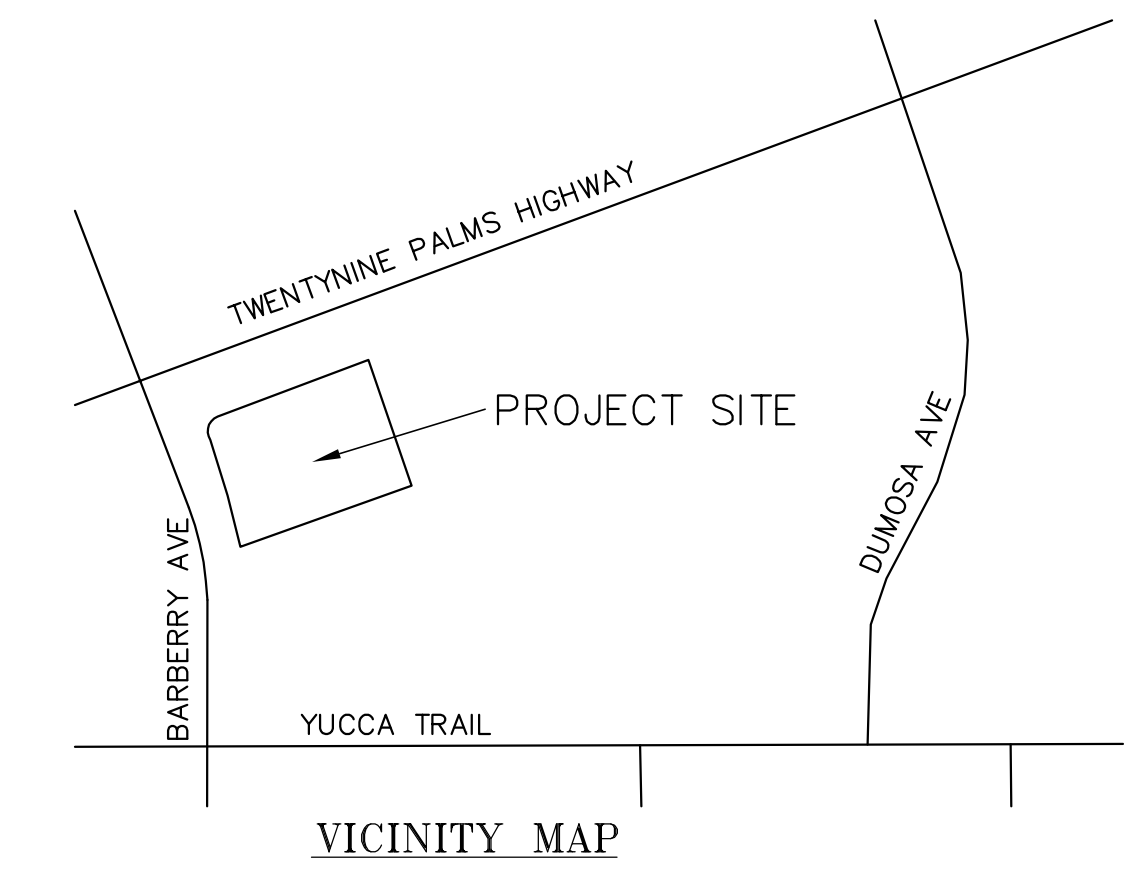 TWENTYNINE PALMS HIGHWAY
PROJECT SITE
DUMOSA AVE
BARBERRY AVE
YUCCA TRAIL
VICINITY MAP